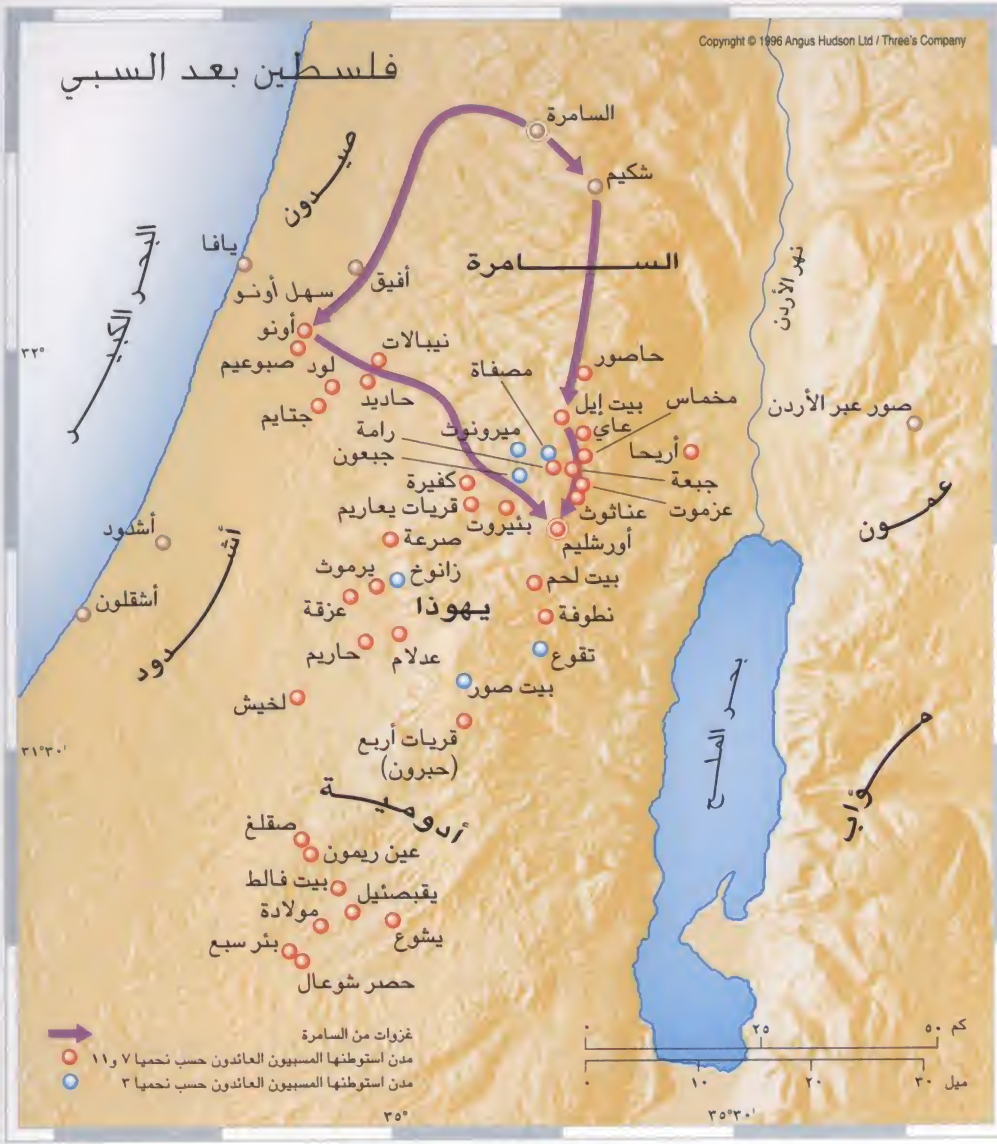 Copyright © 1996 Angus Hudson Ltd / Three's Company
فلسطين بعد السبي
السامرة
شكيم
صيدون
يافا
البحر الكبير
أفيق
السامرة
نهر الأردن
سهل أونو
أونو
صبوعيم
لود
نيبالات
حاديد
جتايم
٣٢°
حاصور
مصفاة
بيت إيل
عاي
مخماس
صور عبر الأردن
رامة
ميرونوث
جبعون
أريحا
جبعة
كفيرة
قريات يعاريم
بئيروت
عناثوث
عزموت
أورشليم
عمون
أشدود
أشقلون
أشدود
صرعة
زانوخ
يرموث
عزقة
يهوذا
بيت لحم
نطوفة
حاريم
عدلام
تقوع
لخيش
بيت صور
قريات أربع
(حبرون)
بحر الملح
مؤاب
٣١°٣٠'
أدومية
صقلغ
عين ريمون
بيت فالط
يقبصئيل
مولادة
يشوع
بئر سبع
حصر شوعال
غزوات من السامرة
مدن استوطنها المسبيون العائدون حسب نحميا ٧ و١١
مدن استوطنها المسبيون العائدون حسب نحميا ٣
٠ ٢٥ ٥٠ كم
٠ ١٠ ٢٠ ٣٠ ميل
٣٥°
٣٥°٣٠'